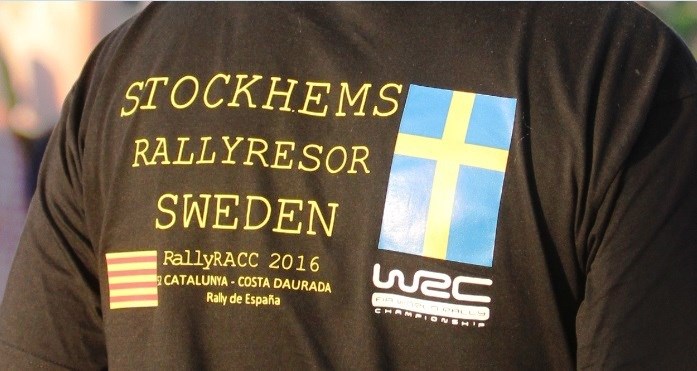 STOCKHEMS
RALLYRESOR
SWEDEN
RallyRACC 2016
CATALUNYA - COSTA DAURADA
Rally de España
WRC
CHAMPIONSHIP